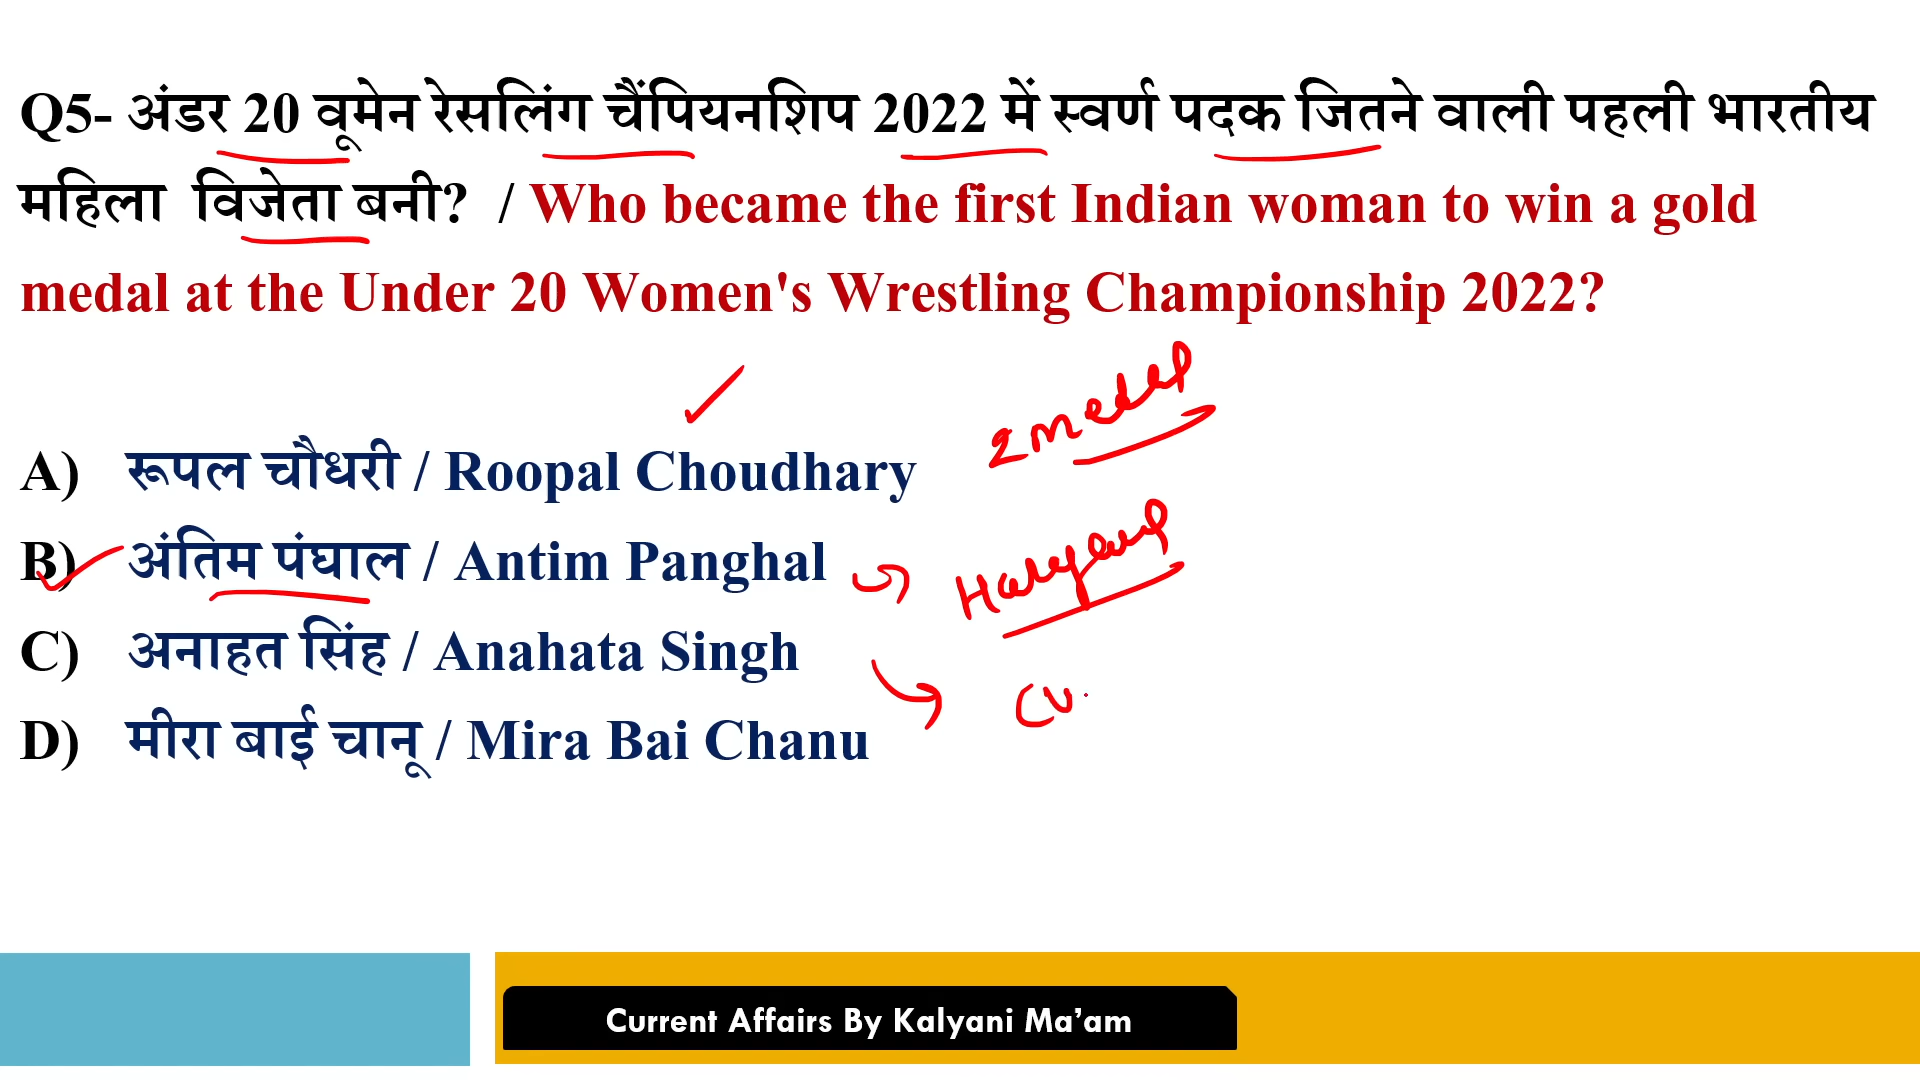 Q5- अंडर 20 वूमेन रेसलिंग चैंपियनशिप 2022 में स्वर्ण पदक जितने वाली पहली भारतीय
महिला विजेता बनी? / Who became the first Indian woman to win a gold
medal at the Under 20 Women's Wrestling Championship 2022?
2 medal
A) रूपल चौधरी / Roopal Choudhary
B) अंतिम पंघाल / Antim Panghal
C) अनाहत सिंह / Anahata Singh
D) मीरा बाई चानू / Mira Bai Chanu
Current Affairs By Kalyani Ma’am